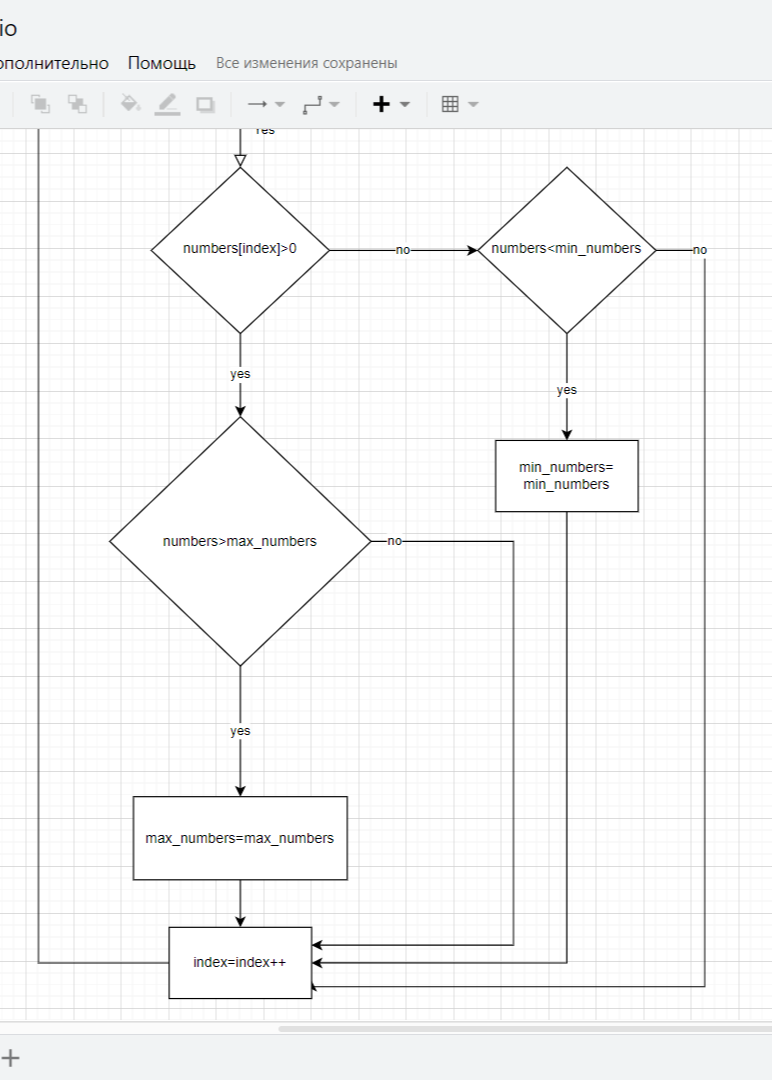 io
ополнительно Помощь Все изменения сохранены
Yes
numbers[index]>0
no
numbers<min_numbers
no
yes
yes
min_numbers=
min_numbers
numbers>max_numbers
no
yes
max_numbers=max_numbers
index=index++